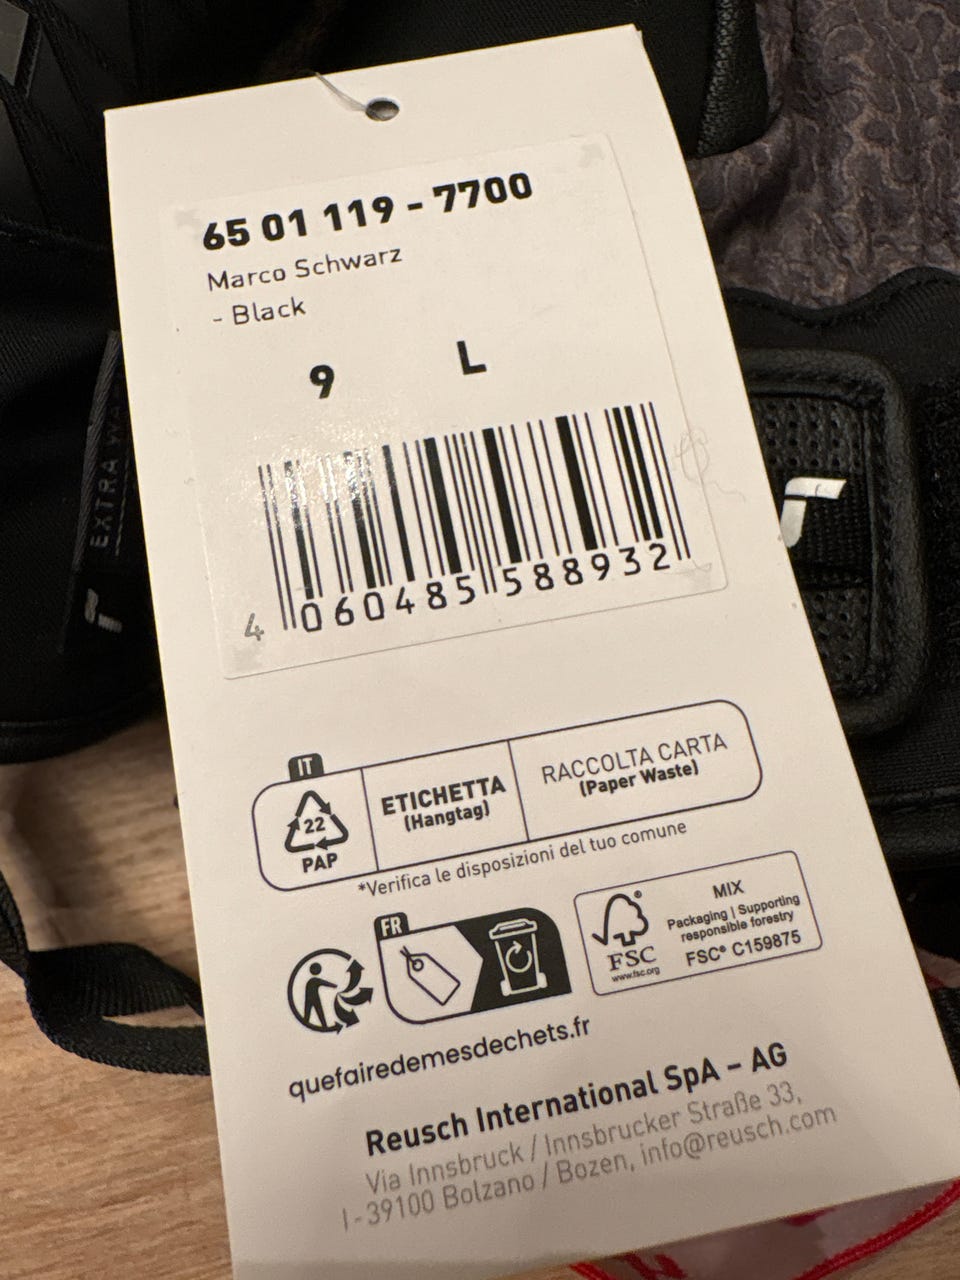 65 01 119 - 7700
Marco Schwarz
- Black
9 L
4 060485 588932
IT
22
PAP
ETICHETTA
(Hangtag)
RACCOLTA CARTA
(Paper Waste)
*Verifica le disposizioni del tuo comune
FR
FSC
www.fsc.org
MIX
Packaging | Supporting
responsible forestry
FSC® C159875
quefairedemesdechets.fr
Reusch International SpA – AG
Via Innsbruck / Innsbrucker Straße 33,
I-39100 Bolzano / Bozen, info@reusch.com
EXTRA